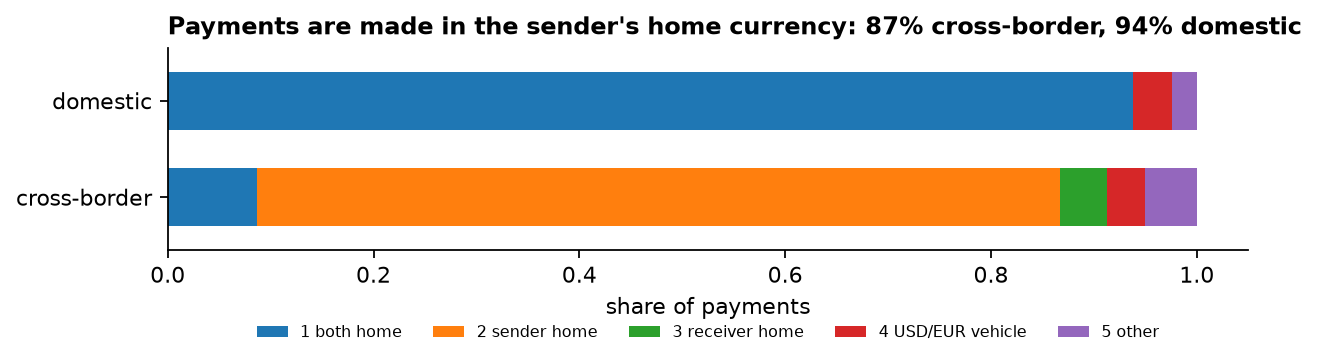 Payments are made in the sender's home currency: 87% cross-border, 94% domestic
domestic
cross-border
0.0 0.2 0.4 0.6 0.8 1.0
share of payments
1 both home 2 sender home 3 receiver home 4 USD/EUR vehicle 5 other